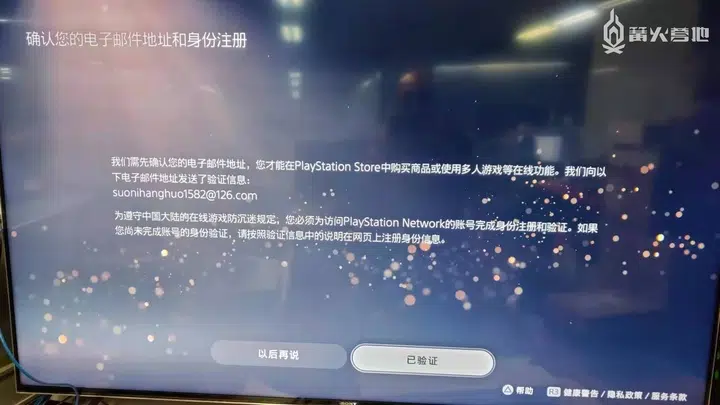 确认您的电子邮件地址和身份注册
篝火营地
我们需先确认您的电子邮件地址，您才能在PlayStation Store中购买商品或使用多人游戏等在线功能。我们向以
下电子邮件地址发送了验证信息：
suonihanghuo1582@126.com
为遵守中国大陆的在线游戏防沉迷规定，您必须为访问PlayStation Network的账号完成身份注册和验证。如果
您尚未完成账号的身份验证，请按照验证信息中的说明在网页上注册身份信息。
以后再说
已验证
帮助
R3 健康警告 / 隐私政策 / 服务条款
SONY